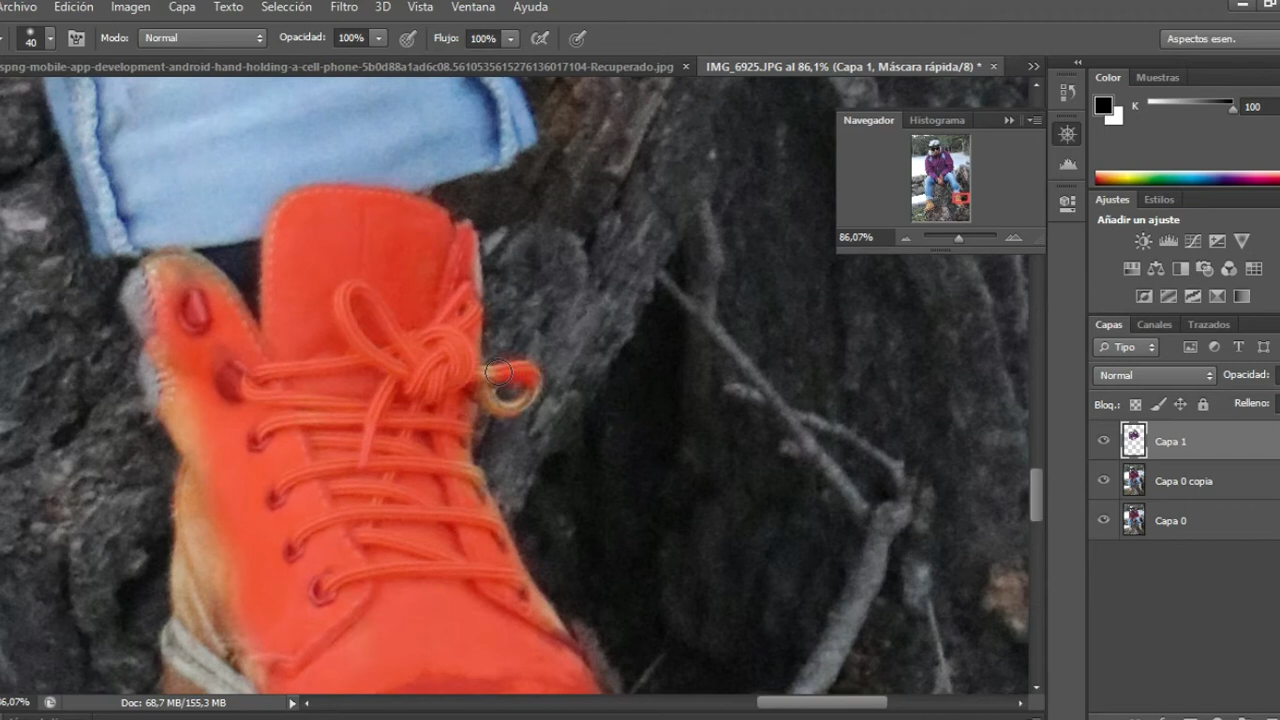 Archivo Edición Imagen Capa Texto Selección Filtro 3D Vista Ventana Ayuda
40 Modo: Normal Opacidad: 100% Flujo: 100% Aspectos esen.
spng-mobile-app-development-android-hand-holding-a-cell-phone-5b0d88a1ad6c08.5610535615276136017104-Recuperado.jpg × IMG_6925.JPG al 86,1% (Capa 1, Máscara rápida/8) * ×
Navegador Histograma
86,07%
Color Muestras
K 100
Ajustes Estilos
Añadir un ajuste
Capas Canales Trazados
Tipo
Normal Opacidad:
Bloq.: Relleno:
Capa 1
Capa 0 copia
Capa 0
86,07% Doc: 68,7 MB/155,3 MB